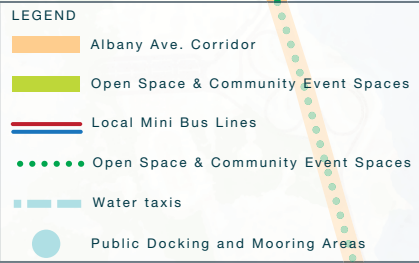 LEGEND
Albany Ave. Corridor
Open Space & Community Event Spaces
Local Mini Bus Lines
Open Space & Community Event Spaces
Water taxis
Public Docking and Mooring Areas